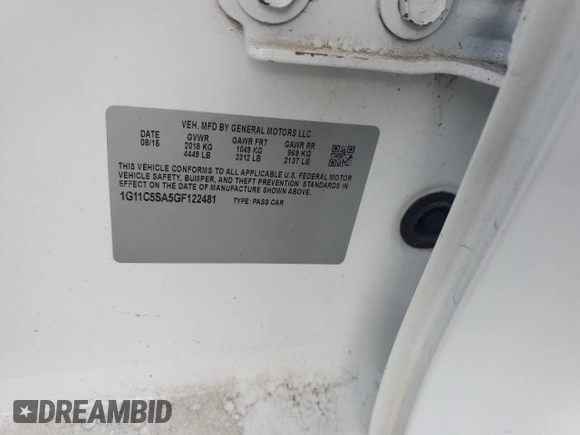 VEH. MFD BY GENERAL MOTORS LLC
DATE GVWR GAWR FRT GAWR RR
08/15 2018 KG 1049 KG 969 KG
4449 LB 2312 LB 2137 LB
THIS VEHICLE CONFORMS TO ALL APPLICABLE U.S. FEDERAL MOTOR
VEHICLE SAFETY, BUMPER, AND THEFT PREVENTION STANDARDS IN
EFFECT ON THE DATE OF MANUFACTURE SHOWN ABOVE.
1G11C5SA5GF122481 TYPE: PASS CAR
DREAMBID